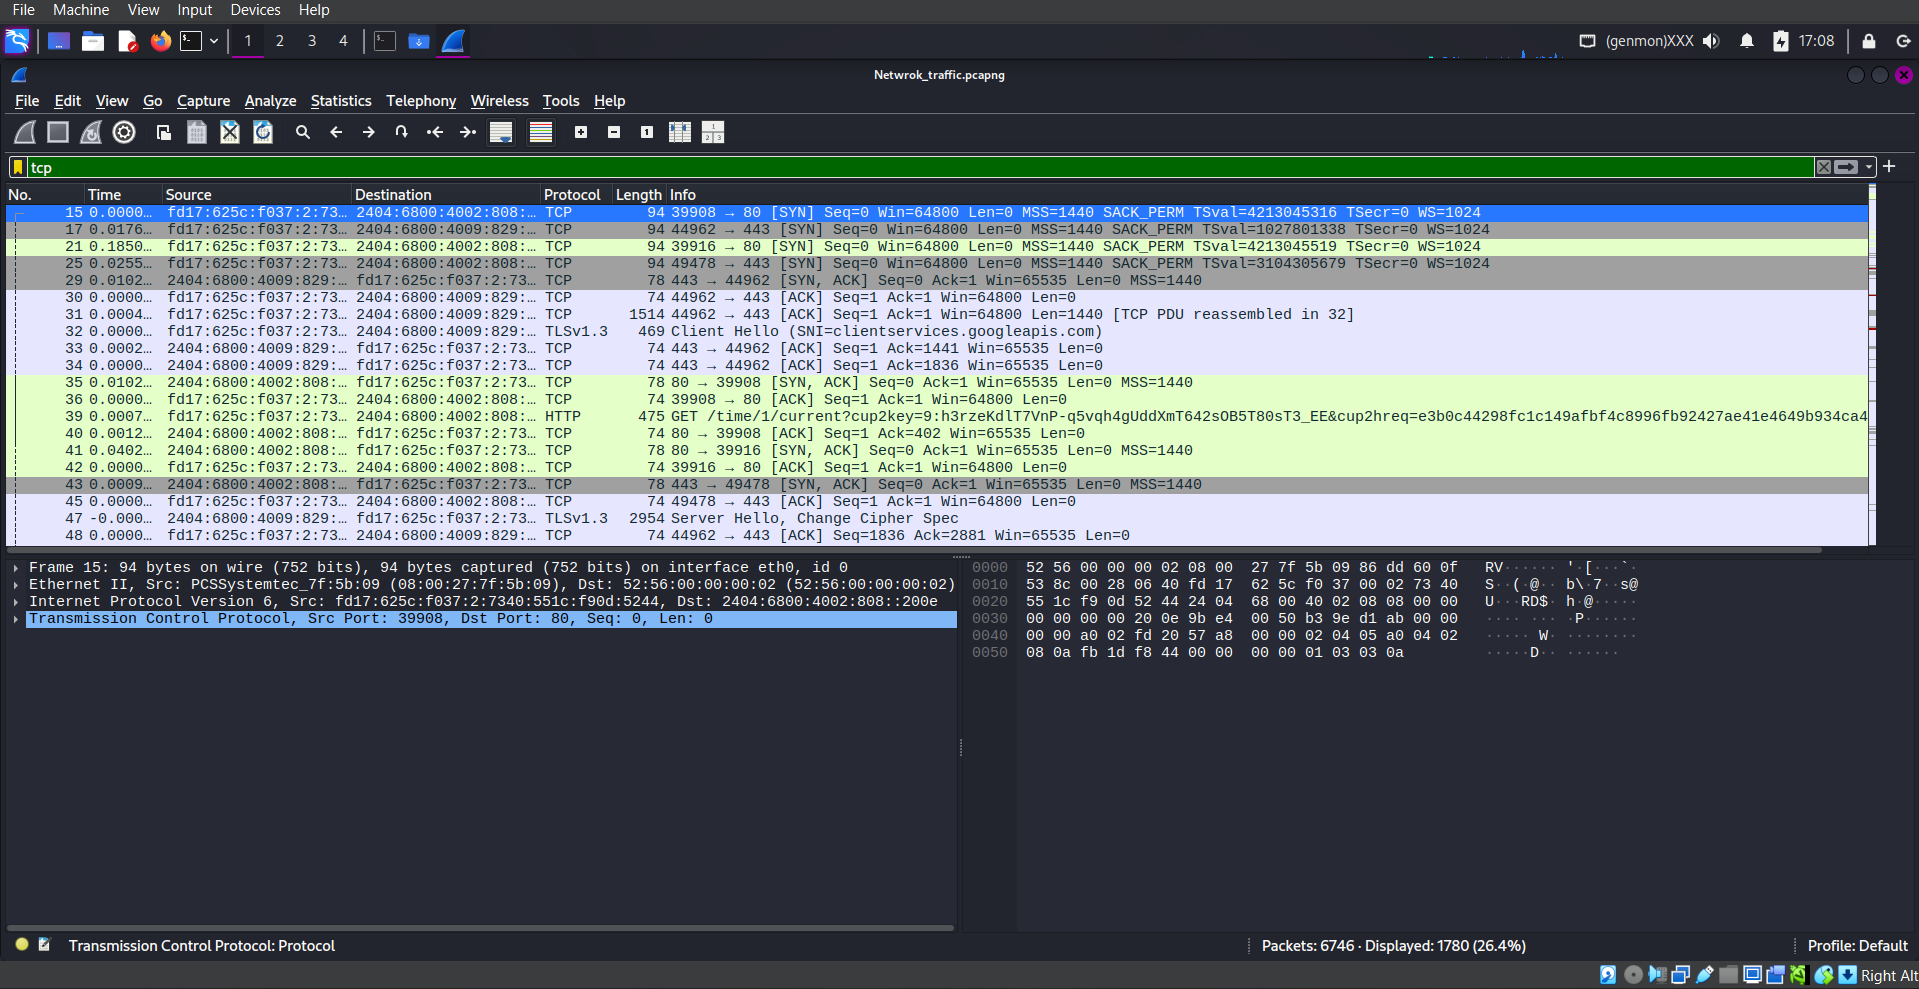 File Machine View Input Devices Help
1 2 3 4 (genmon)XXX 17:08
Netwrok_traffic.pcapng
File Edit View Go Capture Analyze Statistics Telephony Wireless Tools Help
tcp
No. Time Source Destination Protocol Length Info
15 0.0000… fd17:625c:f037:2:73… 2404:6800:4002:808:… TCP 94 39908 → 80 [SYN] Seq=0 Win=64800 Len=0 MSS=1440 SACK_PERM TSval=4213045316 TSecr=0 WS=1024
17 0.0176… fd17:625c:f037:2:73… 2404:6800:4009:829:… TCP 94 44962 → 443 [SYN] Seq=0 Win=64800 Len=0 MSS=1440 SACK_PERM TSval=1027801338 TSecr=0 WS=1024
21 0.1850… fd17:625c:f037:2:73… 2404:6800:4002:808:… TCP 94 39916 → 80 [SYN] Seq=0 Win=64800 Len=0 MSS=1440 SACK_PERM TSval=4213045519 TSecr=0 WS=1024
25 0.0255… fd17:625c:f037:2:73… 2404:6800:4002:808:… TCP 94 49478 → 443 [SYN] Seq=0 Win=64800 Len=0 MSS=1440 SACK_PERM TSval=3104305679 TSecr=0 WS=1024
29 0.0102… 2404:6800:4009:829:… fd17:625c:f037:2:73… TCP 78 443 → 44962 [SYN, ACK] Seq=0 Ack=1 Win=65535 Len=0 MSS=1440
30 0.0000… fd17:625c:f037:2:73… 2404:6800:4009:829:… TCP 74 44962 → 443 [ACK] Seq=1 Ack=1 Win=64800 Len=0
31 0.0004… fd17:625c:f037:2:73… 2404:6800:4009:829:… TCP 1514 44962 → 443 [ACK] Seq=1 Ack=1 Win=64800 Len=1440 [TCP PDU reassembled in 32]
32 0.0000… fd17:625c:f037:2:73… 2404:6800:4009:829:… TLSv1.3 469 Client Hello (SNI=clientservices.googleapis.com)
33 0.0002… 2404:6800:4009:829:… fd17:625c:f037:2:73… TCP 74 443 → 44962 [ACK] Seq=1 Ack=1441 Win=65535 Len=0
34 0.0000… 2404:6800:4009:829:… fd17:625c:f037:2:73… TCP 74 443 → 44962 [ACK] Seq=1 Ack=1836 Win=65535 Len=0
35 0.0102… 2404:6800:4002:808:… fd17:625c:f037:2:73… TCP 78 80 → 39908 [SYN, ACK] Seq=0 Ack=1 Win=65535 Len=0 MSS=1440
36 0.0000… fd17:625c:f037:2:73… 2404:6800:4002:808:… TCP 74 39908 → 80 [ACK] Seq=1 Ack=1 Win=64800 Len=0
39 0.0007… fd17:625c:f037:2:73… 2404:6800:4002:808:… HTTP 475 GET /time/1/current?cup2key=9:h3rzeKdlT7VnP-q5vqh4gUddXmT642sOB5T80sT3_EE&cup2hreq=e3b0c44298fc1c149afbf4c8996fb92427ae41e4649b934ca4
40 0.0012… 2404:6800:4002:808:… fd17:625c:f037:2:73… TCP 74 80 → 39908 [ACK] Seq=1 Ack=402 Win=65535 Len=0
41 0.0402… 2404:6800:4002:808:… fd17:625c:f037:2:73… TCP 78 80 → 39916 [SYN, ACK] Seq=0 Ack=1 Win=65535 Len=0 MSS=1440
42 0.0000… fd17:625c:f037:2:73… 2404:6800:4002:808:… TCP 74 39916 → 80 [ACK] Seq=1 Ack=1 Win=64800 Len=0
43 0.0009… 2404:6800:4002:808:… fd17:625c:f037:2:73… TCP 78 443 → 49478 [SYN, ACK] Seq=0 Ack=1 Win=65535 Len=0 MSS=1440
45 0.0000… fd17:625c:f037:2:73… 2404:6800:4002:808:… TCP 74 49478 → 443 [ACK] Seq=1 Ack=1 Win=64800 Len=0
47 -0.000… 2404:6800:4009:829:… fd17:625c:f037:2:73… TLSv1.3 2954 Server Hello, Change Cipher Spec
48 0.0000… fd17:625c:f037:2:73… 2404:6800:4009:829:… TCP 74 44962 → 443 [ACK] Seq=1836 Ack=2881 Win=65535 Len=0
Frame 15: 94 bytes on wire (752 bits), 94 bytes captured (752 bits) on interface eth0, id 0
Ethernet II, Src: PCSSystemtec_7f:5b:09 (08:00:27:7f:5b:09), Dst: 52:56:00:00:00:02 (52:56:00:00:00:02)
Internet Protocol Version 6, Src: fd17:625c:f037:2:7340:551c:f90d:5244, Dst: 2404:6800:4002:808::200e
Transmission Control Protocol, Src Port: 39908, Dst Port: 80, Seq: 0, Len: 0
0000 52 56 00 00 00 02 08 00 27 7f 5b 09 86 dd 60 0f RV······ '·[···`·
0010 53 8c 00 28 06 40 fd 17 62 5c f0 37 00 02 73 40 S··(·@·· b\·7··s@
0020 55 1c f9 0d 52 44 24 04 68 00 40 02 08 08 00 00 U···RD$· h·@·····
0030 00 00 00 00 20 0e 9b e4 00 50 b3 9e d1 ab 00 00 ···· ··· ·P······
0040 00 00 a0 02 fd 20 57 a8 00 00 02 04 05 a0 04 02 ····· W· ········
0050 08 0a fb 1d f8 44 00 00 00 00 01 03 03 0a ·····D·· ······
Transmission Control Protocol: Protocol
Packets: 6746 · Displayed: 1780 (26.4%)
Profile: Default
Right Alt